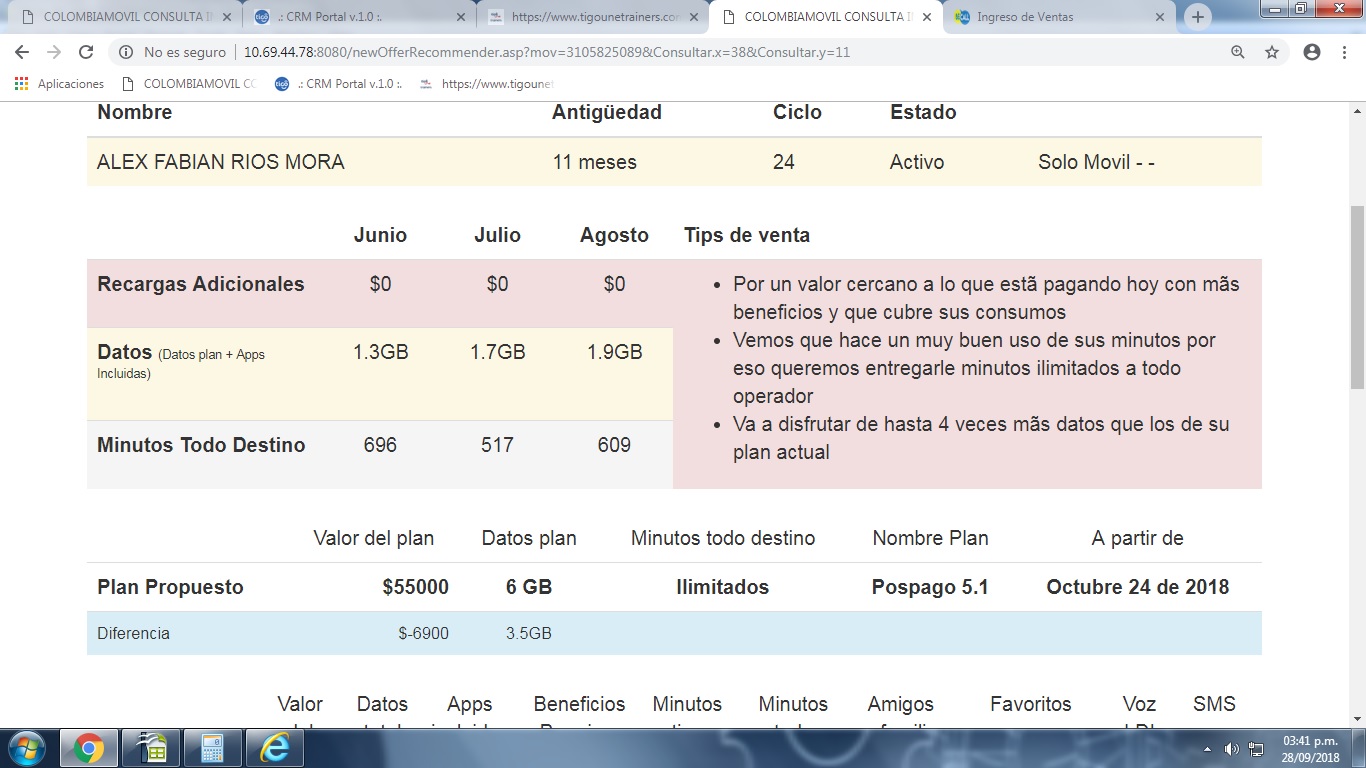 COLOMBIAMOVIL CONSULTA I
.: CRM Portal v.1.0 :.
https://www.tigounetrainers.co
COLOMBIAMOVIL CONSULTA I
Ingreso de Ventas
No es seguro
10.69.44.78:8080/newOfferRecommender.asp?mov=3105825089&Consultar.x=38&Consultar.y=11
Aplicaciones
COLOMBIAMOVIL CO
.: CRM Portal v.1.0 :.
https://www.tigounet
Nombre Antigüedad Ciclo Estado
ALEX FABIAN RIOS MORA 11 meses 24 Activo Solo Movil - -
Junio Julio Agosto Tips de venta
Recargas Adicionales $0 $0 $0
• Por un valor cercano a lo que estã pagando hoy con mãs
beneficios y que cubre sus consumos
Datos (Datos plan + Apps
Incluidas) 1.3GB 1.7GB 1.9GB
• Vemos que hace un muy buen uso de sus minutos por
eso queremos entregarle minutos ilimitados a todo
operador
• Va a disfrutar de hasta 4 veces mãs datos que los de su
plan actual
Minutos Todo Destino 696 517 609
Valor del plan Datos plan Minutos todo destino Nombre Plan A partir de
Plan Propuesto $55000 6 GB Ilimitados Pospago 5.1 Octubre 24 de 2018
Diferencia $-6900 3.5GB
Valor Datos Apps Beneficios Minutos Minutos Amigos Favoritos Voz SMS
03:41 p.m.
28/09/2018